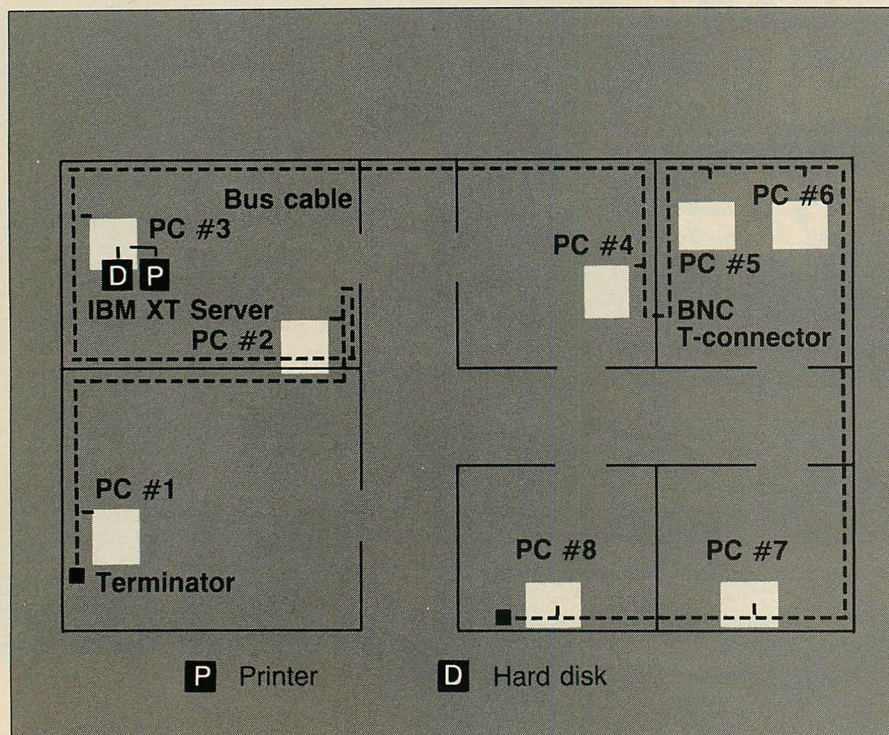 Bus cable
PC #3
D P
IBM XT Server
PC #2
PC #4
PC #6
PC #5
BNC
T-connector
PC #1
Terminator
PC #8
PC #7
P Printer
D Hard disk